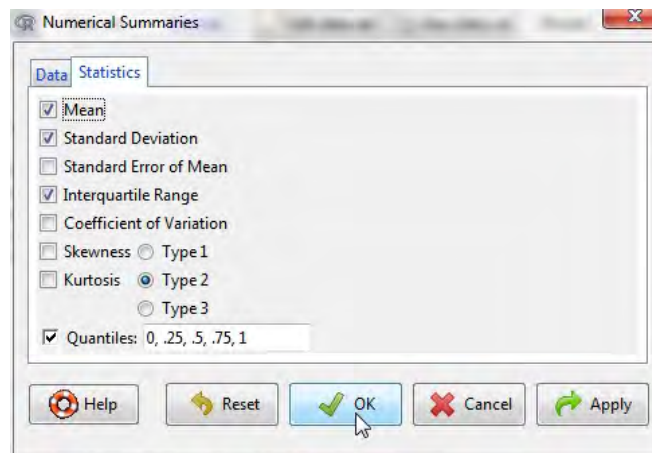 Numerical Summaries
Data Statistics
Mean
Standard Deviation
Standard Error of Mean
Interquartile Range
Coefficient of Variation
Skewness Type 1
Kurtosis Type 2
Type 3
Quantiles: 0, .25, .5, .75, 1
Help Reset OK Cancel Apply